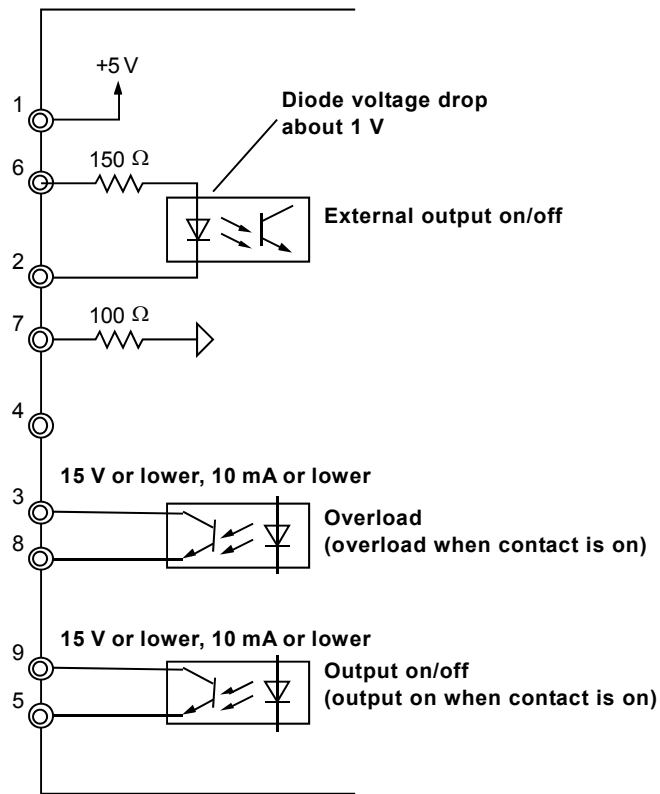 +5 V
1
Diode voltage drop
about 1 V
6
150 Ω
External output on/off
2
7
100 Ω
4
15 V or lower, 10 mA or lower
3
Overload
(overload when contact is on)
8
15 V or lower, 10 mA or lower
9
Output on/off
(output on when contact is on)
5